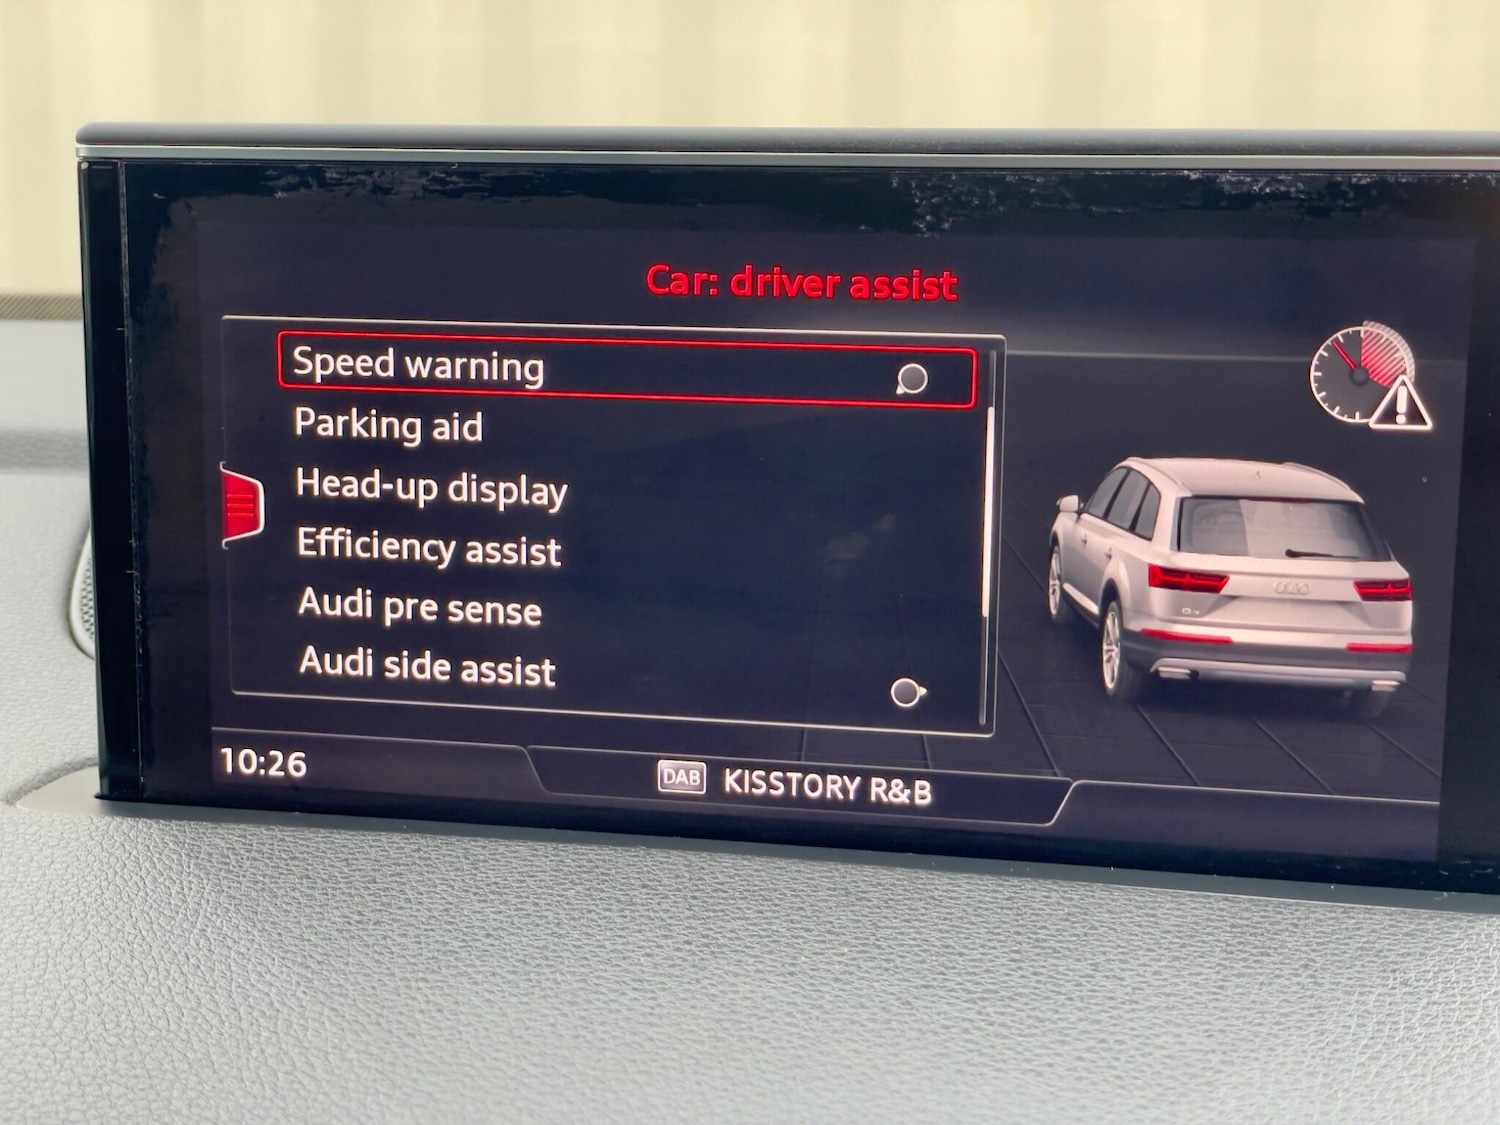 Car: driver assist
Speed warning
Parking aid
Head-up display
Efficiency assist
Audi pre sense
Audi side assist
10:26
DAB KISSTORY R&B